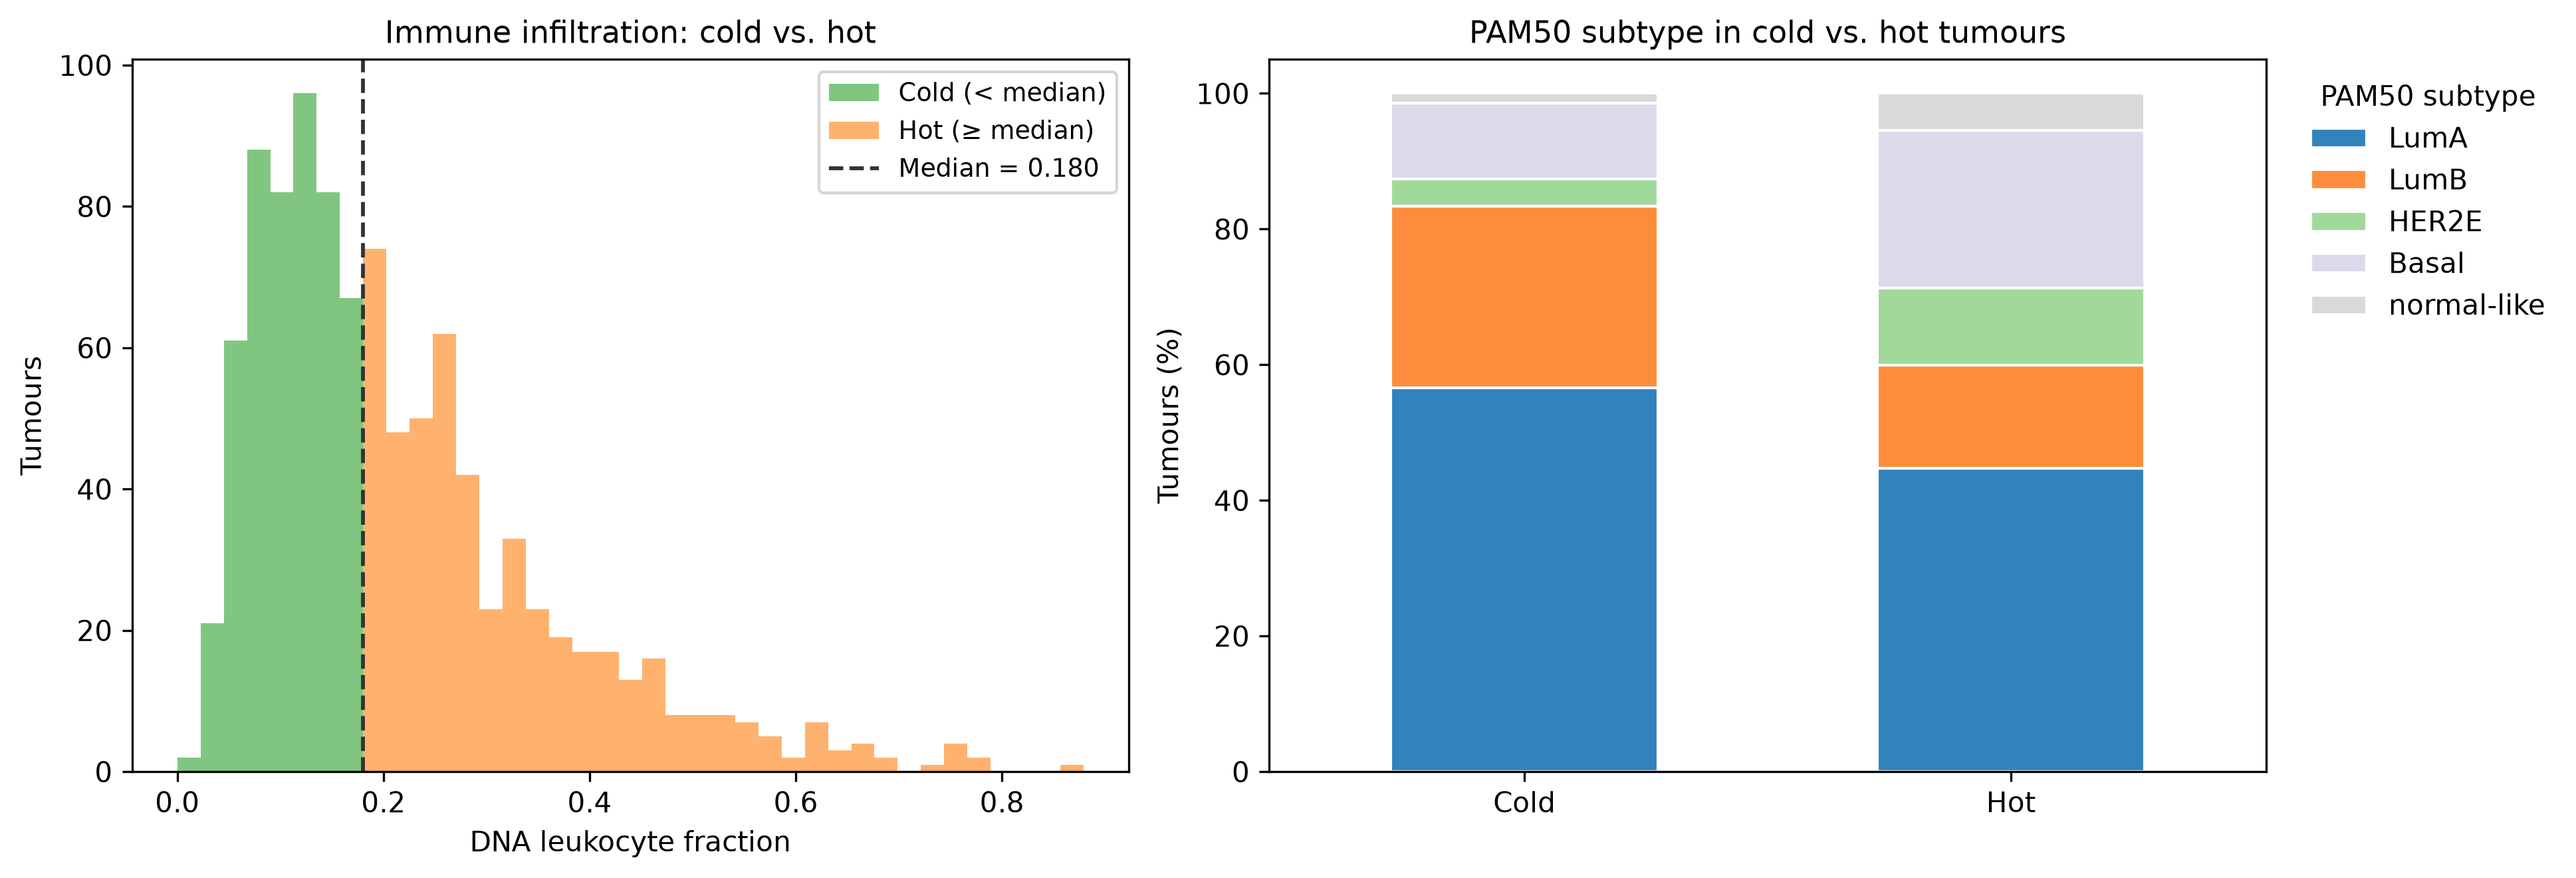 Immune infiltration: cold vs. hot
100
80
60
40
20
0
Tumours
Cold (< median)
Hot (≥ median)
Median = 0.180
0.0 0.2 0.4 0.6 0.8
DNA leukocyte fraction
PAM50 subtype in cold vs. hot tumours
100
80
60
40
20
0
Tumours (%)
Cold Hot
PAM50 subtype
LumA
LumB
HER2E
Basal
normal-like